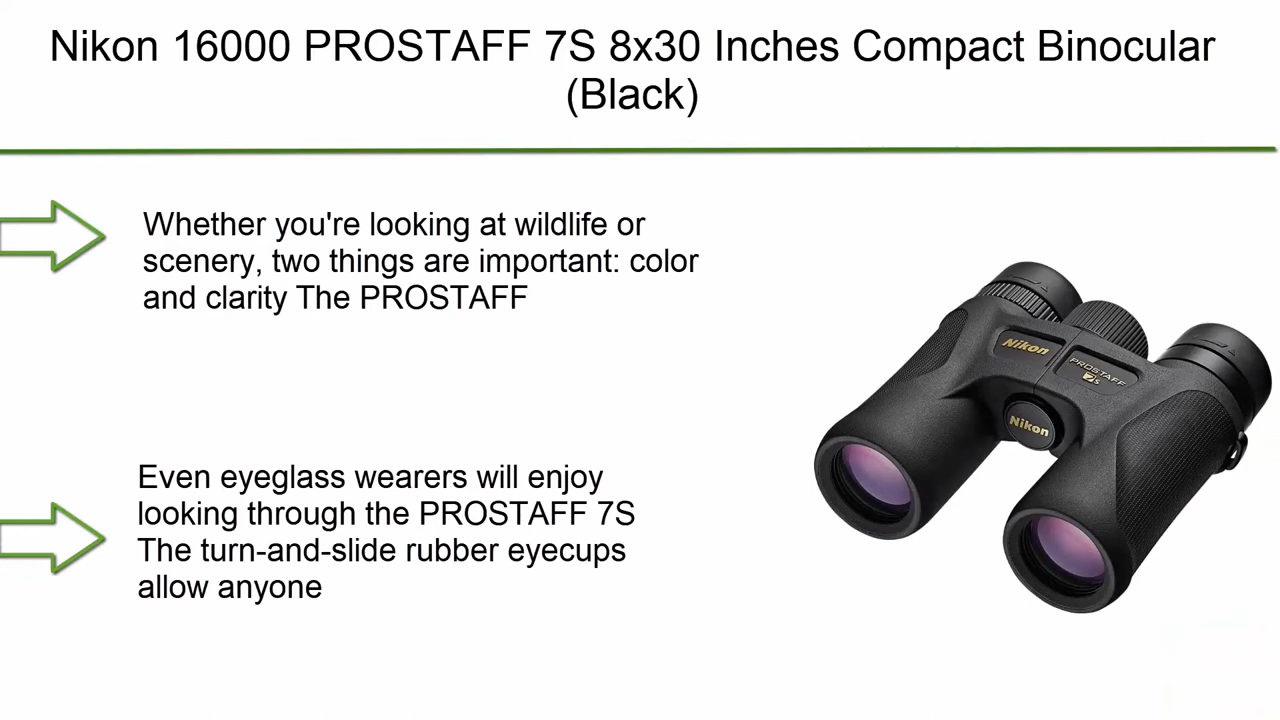 Nikon 16000 PROSTAFF 7S 8x30 Inches Compact Binocular
(Black)
Whether you're looking at wildlife or
scenery, two things are important: color
and clarity The PROSTAFF
Even eyeglass wearers will enjoy
looking through the PROSTAFF 7S
The turn-and-slide rubber eyecups
allow anyone
Nikon
PROSTAFF
7s
Nikon